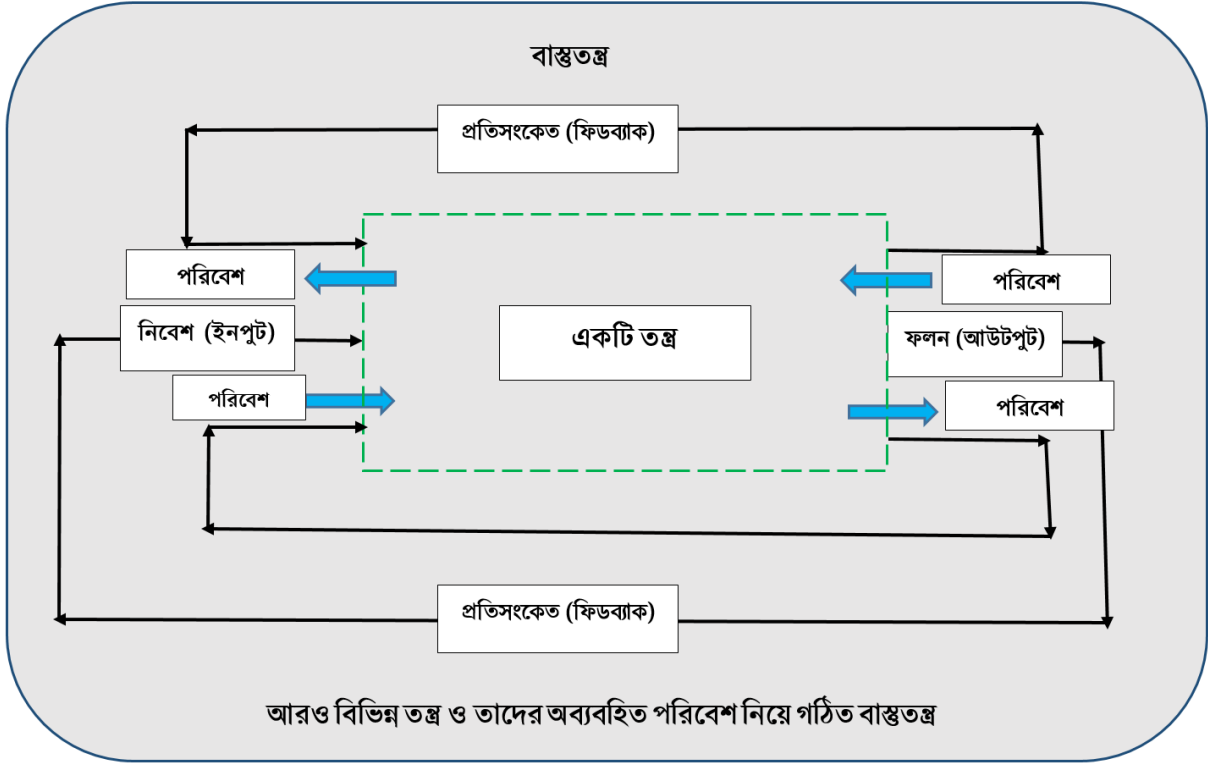 বাস্তুতন্ত্র
প্রতিসংকেত (ফিডব্যাক)
পরিবেশ
পরিবেশ
নিবেশ (ইনপুট)
একটি তন্ত্র
ফলন (আউটপুট)
পরিবেশ
পরিবেশ
প্রতিসংকেত (ফিডব্যাক)
আরও বিভিন্ন তন্ত্র ও তাদের অব্যবহিত পরিবেশ নিয়ে গঠিত বাস্তুতন্ত্র